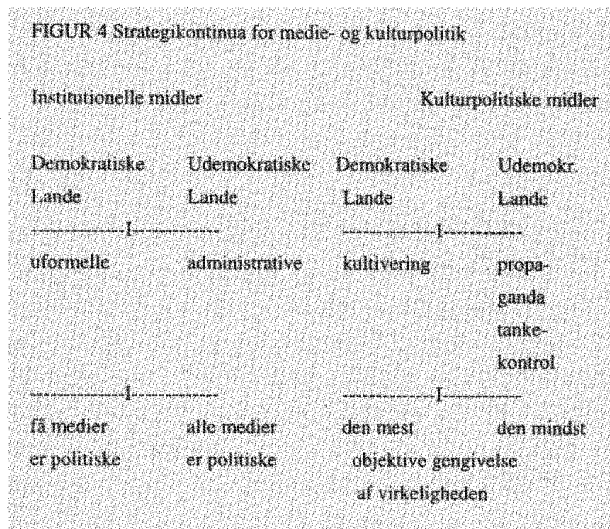 FIGUR 4 Strategikontinua for medie- og kulturpolitik
Institutionelle midler Kulturpolitiske midler
Demokratiske Udemokratiske Demokratiske Udemokr.
Lande Lande Lande Lande
---------------I-------------- ---------------I-------------
uformelle administrative kultivering propa-
ganda
tanke-
kontrol
---------------I-------------- ---------------I-------------
få medier alle medier den mest den mindst
er politiske er politiske objektive gengivelse
af virkeligheden